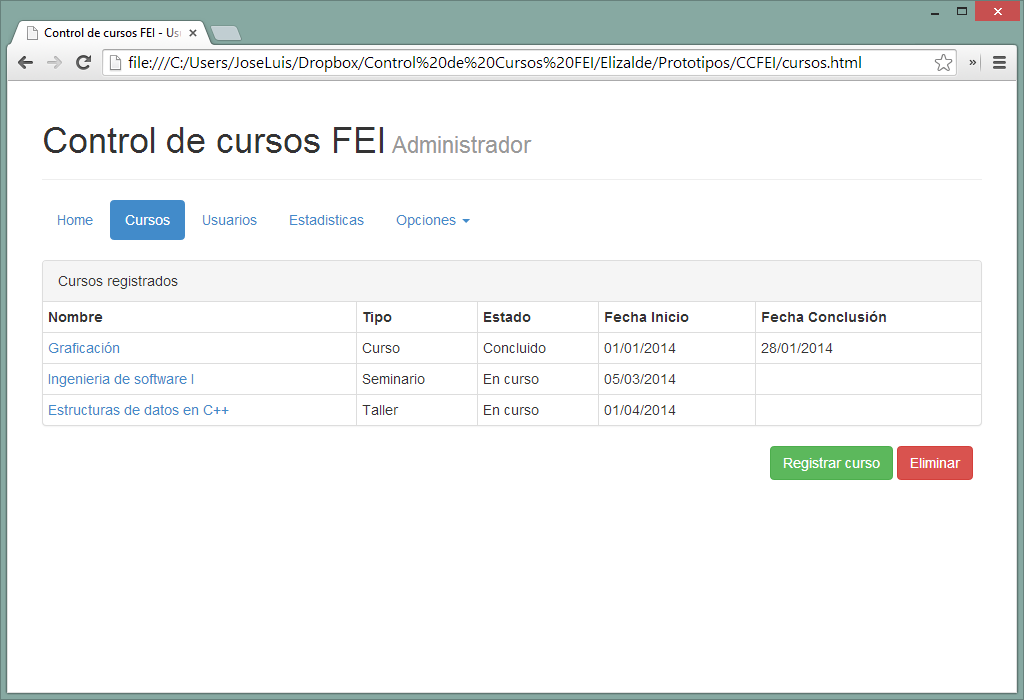 Control de cursos FEI - Us
file:///C:/Users/JoseLuis/Dropbox/Control%20de%20Cursos%20FEI/Elizalde/Prototipos/CCFEI/cursos.html
Control de cursos FEI Administrador
Home Cursos Usuarios Estadisticas Opciones
Cursos registrados
Nombre Tipo Estado Fecha Inicio Fecha Conclusión
Graficación Curso Concluido 01/01/2014 28/01/2014
Ingenieria de software I Seminario En curso 05/03/2014
Estructuras de datos en C++ Taller En curso 01/04/2014
Registrar curso Eliminar